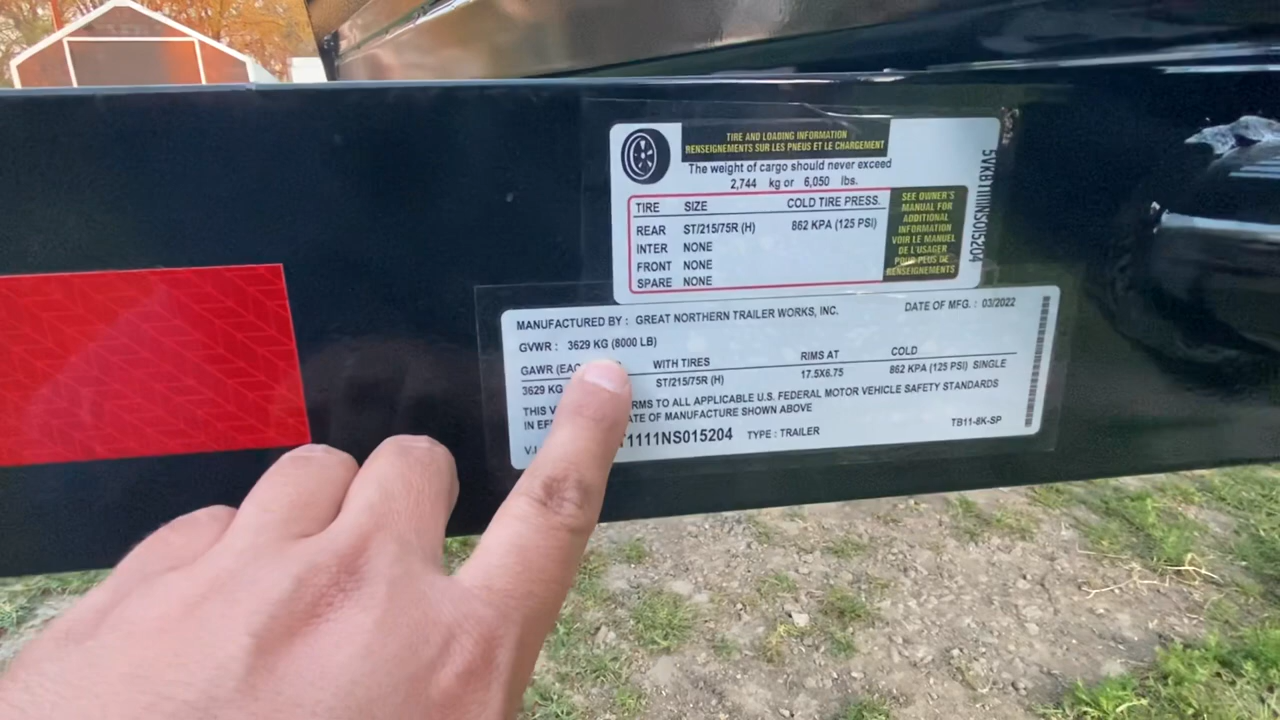 TIRE AND LOADING INFORMATION
RENSEIGNEMENTS SUR LES PNEUS ET LE CHARGEMENT
The weight of cargo should never exceed
2,744 kg or 6,050 lbs.
TIRE SIZE COLD TIRE PRESS.
REAR ST/215/75R (H) 862 KPA (125 PSI)
INTER NONE
FRONT NONE
SPARE NONE
SEE OWNER'S
MANUAL FOR
ADDITIONAL
INFORMATION
VOIR LE MANUEL
DE L'USAGER
POUR PLUS DE
RENSEIGNEMENTS
MANUFACTURED BY : GREAT NORTHERN TRAILER WORKS, INC. DATE OF MFG. : 03/2022
GVWR : 3629 KG (8000 LB)
GAWR (EAC WITH TIRES RIMS AT COLD
3629 KG ST/215/75R (H) 17.5X6.75 862 KPA (125 PSI) SINGLE
THIS V RMS TO ALL APPLICABLE U.S. FEDERAL MOTOR VEHICLE SAFETY STANDARDS
IN EF ATE OF MANUFACTURE SHOWN ABOVE
V.I 1111NS015204 TYPE : TRAILER TB11-8K-SP